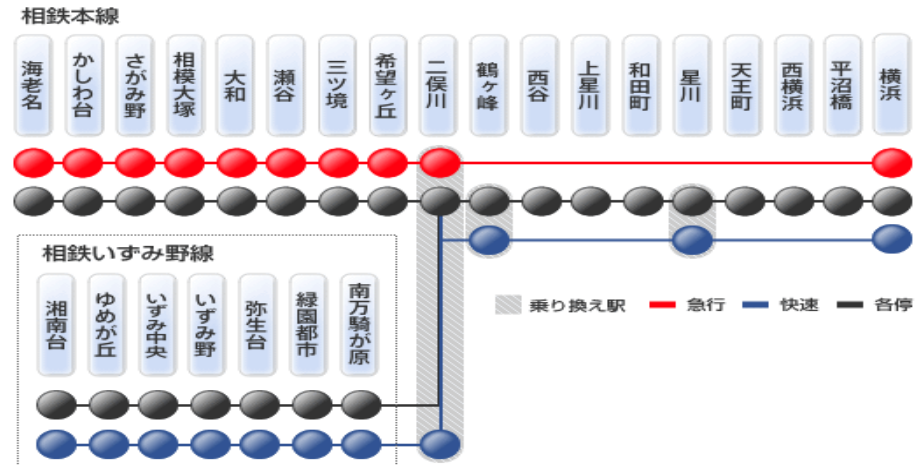 相鉄本線
海老名
かしわ台
さがみ野
相模大塚
大和
瀬谷
三ツ境
希望ヶ丘
二俣川
鶴ヶ峰
西谷
上星川
和田町
星川
天王町
西横浜
平沼橋
横浜
相鉄いずみ野線
湘南台
ゆめが丘
いずみ中央
いずみ野
弥生台
緑園都市
南万騎が原
乗り換え駅 急行 快速 各停